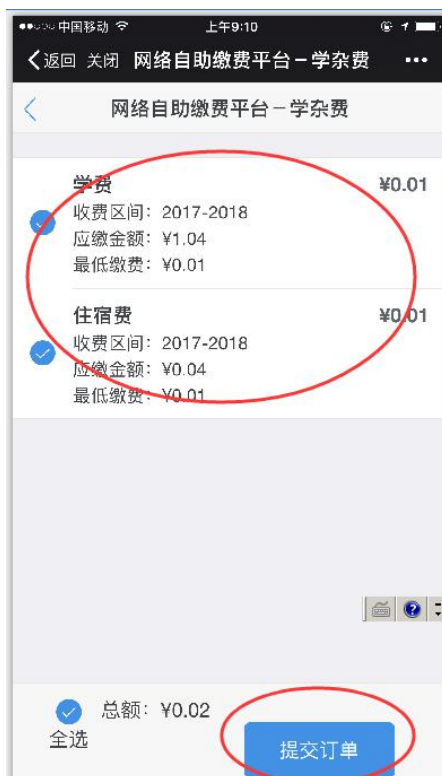 中国移动 上午9:10
返回 关闭 网络自助缴费平台-学杂费 •••
网络自助缴费平台-学杂费
学费 ¥0.01
收费区间: 2017-2018
应缴金额: ¥1.04
最低缴费: ¥0.01
住宿费 ¥0.01
收费区间: 2017-2018
应缴金额: ¥0.04
最低缴费: ¥0.01
总额: ¥0.02
全选
提交订单